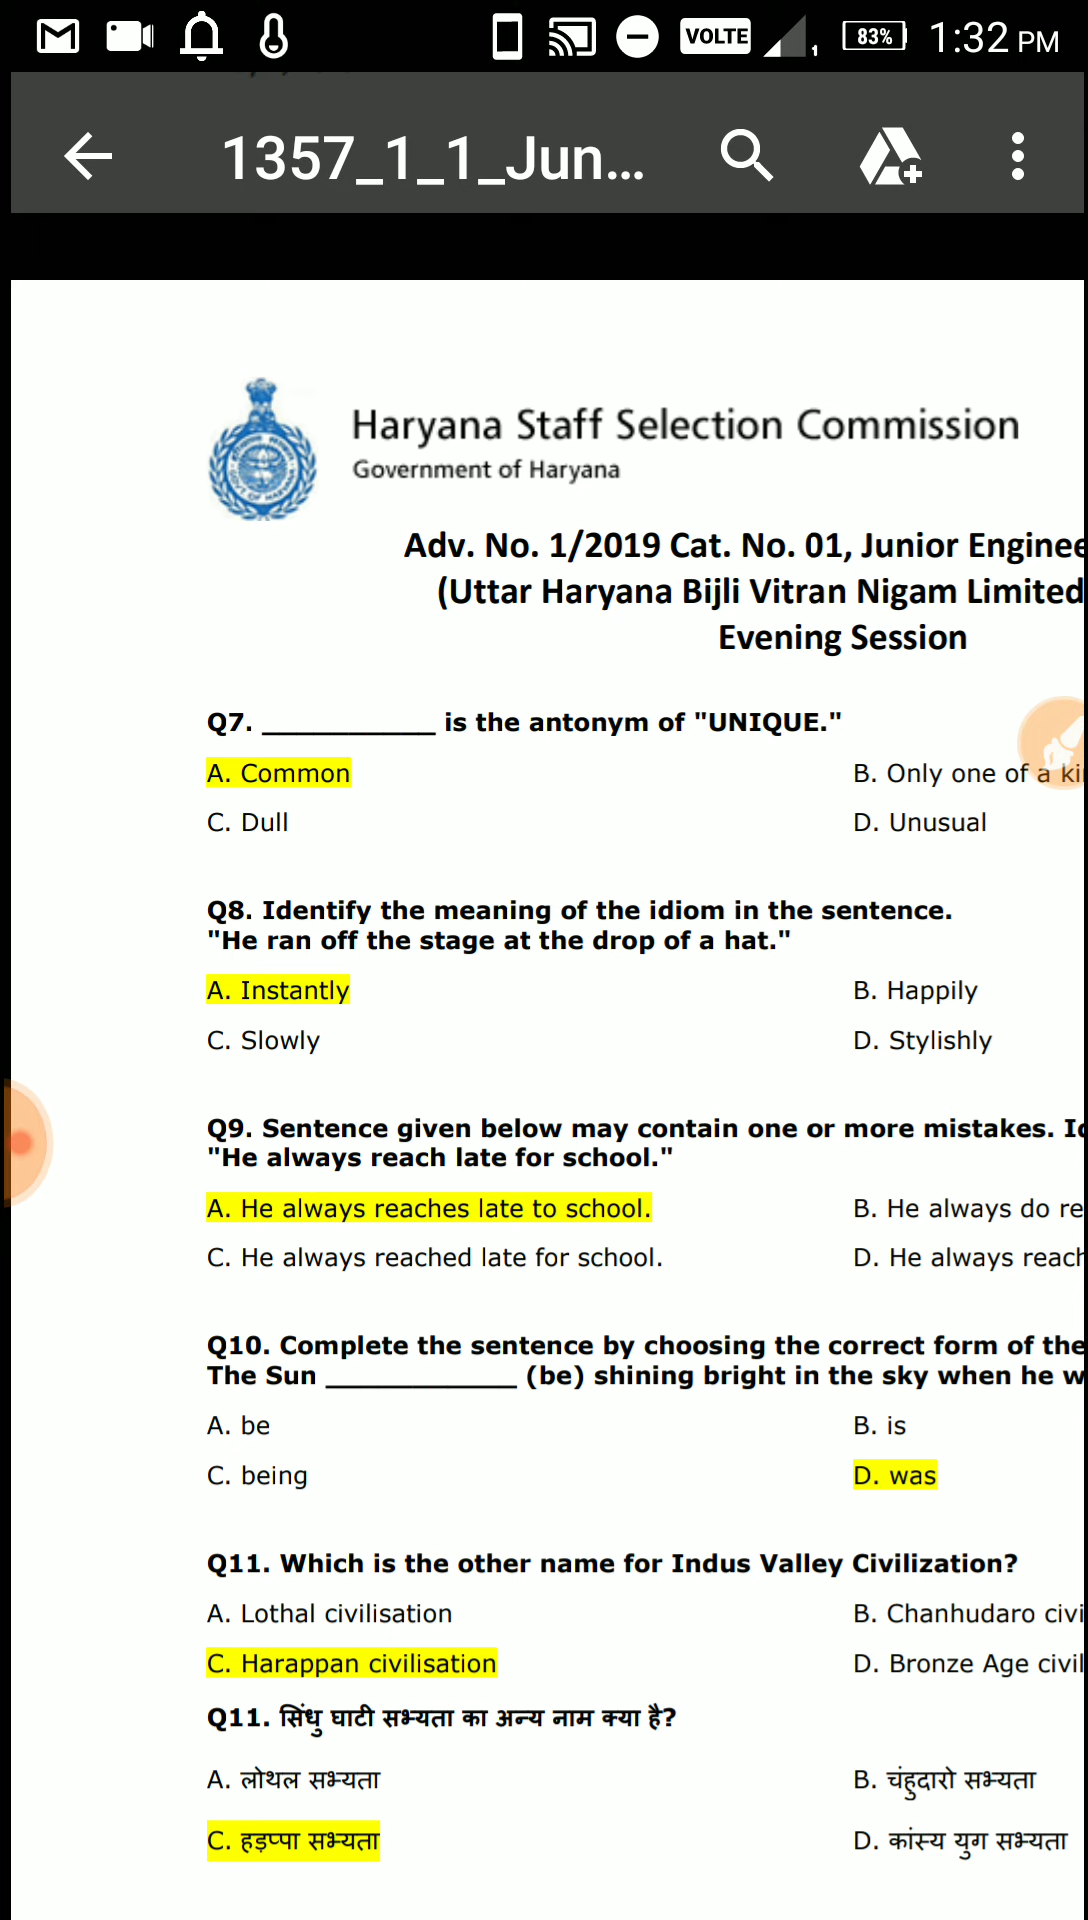 VOLTE 1 83% 1:32 PM
1357_1_1_Jun...
Haryana Staff Selection Commission
Government of Haryana
Adv. No. 1/2019 Cat. No. 01, Junior Enginee
(Uttar Haryana Bijli Vitran Nigam Limited
Evening Session
Q7. ____________ is the antonym of "UNIQUE."
A. Common B. Only one of a ki
C. Dull D. Unusual
Q8. Identify the meaning of the idiom in the sentence.
"He ran off the stage at the drop of a hat."
A. Instantly B. Happily
C. Slowly D. Stylishly
Q9. Sentence given below may contain one or more mistakes. Id
"He always reach late for school."
A. He always reaches late to school. B. He always do re
C. He always reached late for school. D. He always reach
Q10. Complete the sentence by choosing the correct form of the
The Sun _____________ (be) shining bright in the sky when he w
A. be B. is
C. being D. was
Q11. Which is the other name for Indus Valley Civilization?
A. Lothal civilisation B. Chanhudaro civi
C. Harappan civilisation D. Bronze Age civil
Q11. सिंधु घाटी सभ्यता का अन्य नाम क्या है?
A. लोथल सभ्यता B. चंहुदारो सभ्यता
C. हड़प्पा सभ्यता D. कांस्य युग सभ्यता